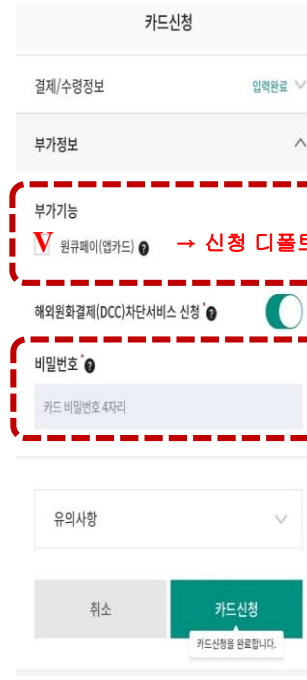 카드신청
결제/수령정보 입력완료
부가정보
부가기능
V 원큐페이(앱카드) ? → 신청 디폴트
해외원화결제(DCC)차단서비스 신청 * ?
비밀번호 * ?
카드 비밀번호 4자리
유의사항
취소 카드신청
카드신청을 완료합니다.